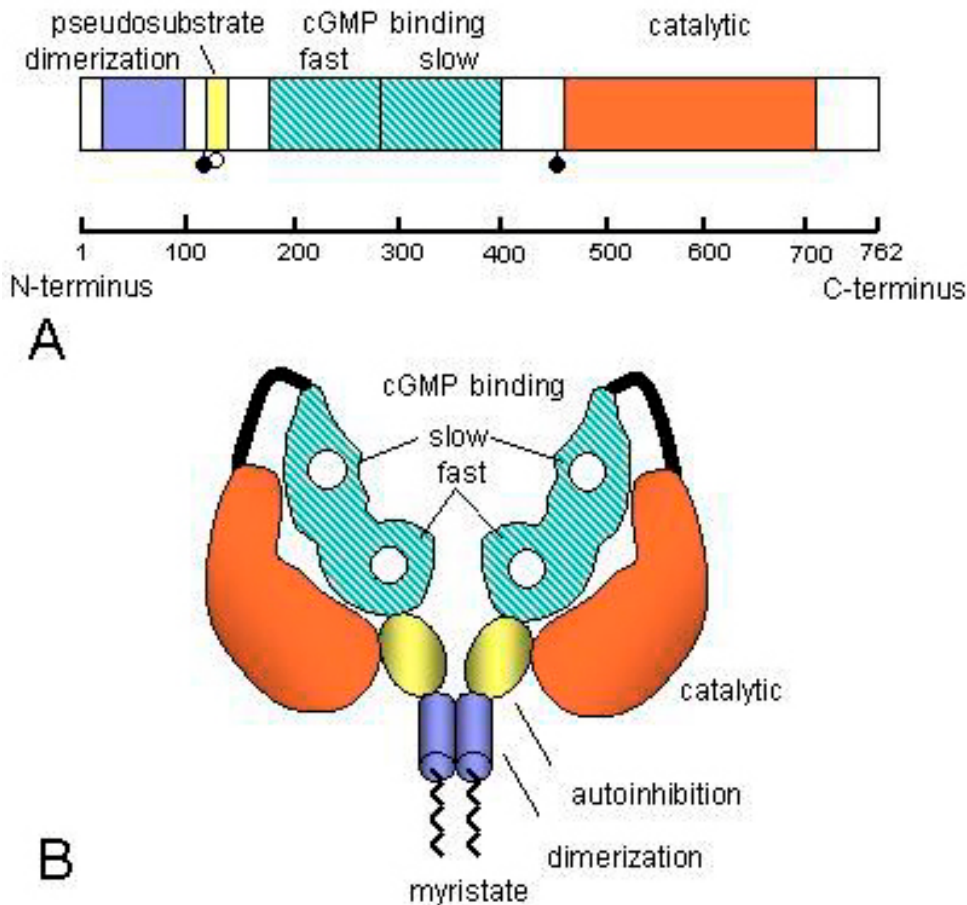 pseudosubstrate cGMP binding catalytic
dimerization fast slow
1 100 200 300 400 500 600 700 762
N-terminus C-terminus
A
cGMP binding
slow
fast
catalytic
autoinhibition
dimerization
B
myristate